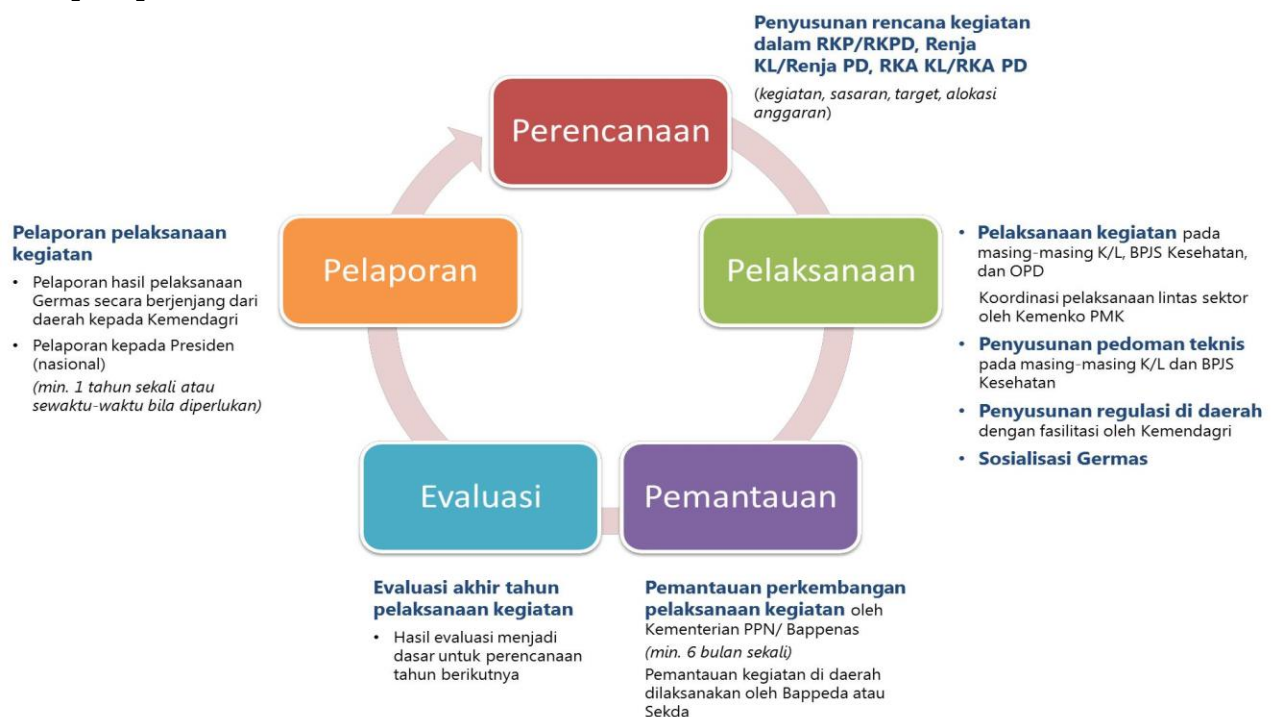 Penyusunan rencana kegiatan
dalam RKP/RKPD, Renja
KL/Renja PD, RKA KL/RKA PD
(kegiatan, sasaran, target, alokasi
anggaran)
Perencanaan
Pelaksanaan
• Pelaksanaan kegiatan pada
masing-masing K/L, BPJS Kesehatan,
dan OPD
Koordinasi pelaksanaan lintas sektor
oleh Kemenko PMK
• Penyusunan pedoman teknis
pada masing-masing K/L dan BPJS
Kesehatan
• Penyusunan regulasi di daerah
dengan fasilitasi oleh Kemendagri
• Sosialisasi Germas
Pemantauan
Pemantauan perkembangan
pelaksanaan kegiatan oleh
Kementerian PPN/ Bappenas
(min. 6 bulan sekali)
Pemantauan kegiatan di daerah
dilaksanakan oleh Bappeda atau
Sekda
Evaluasi
Evaluasi akhir tahun
pelaksanaan kegiatan
• Hasil evaluasi menjadi
dasar untuk perencanaan
tahun berikutnya
Pelaporan
Pelaporan pelaksanaan
kegiatan
• Pelaporan hasil pelaksanaan
Germas secara berjenjang dari
daerah kepada Kemendagri
• Pelaporan kepada Presiden
(nasional)
(min. 1 tahun sekali atau
sewaktu-waktu bila diperlukan)